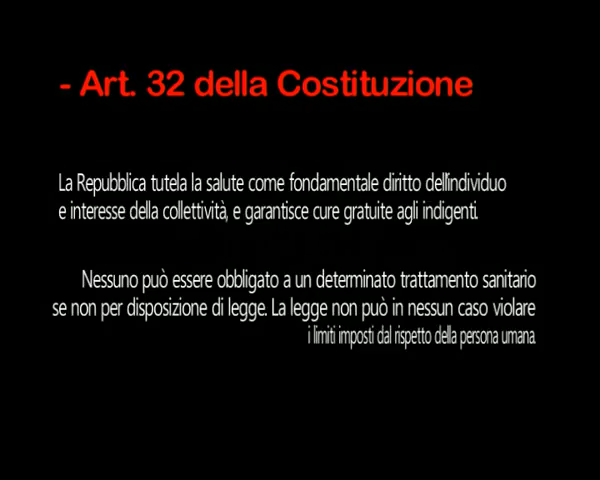 - Art. 32 della Costituzione
La Repubblica tutela la salute come fondamentale diritto dell'individuo
e interesse della collettività, e garantisce cure gratuite agli indigenti.
Nessuno può essere obbligato a un determinato trattamento sanitario
se non per disposizione di legge. La legge non può in nessun caso violare
i limiti imposti dal rispetto della persona umana.